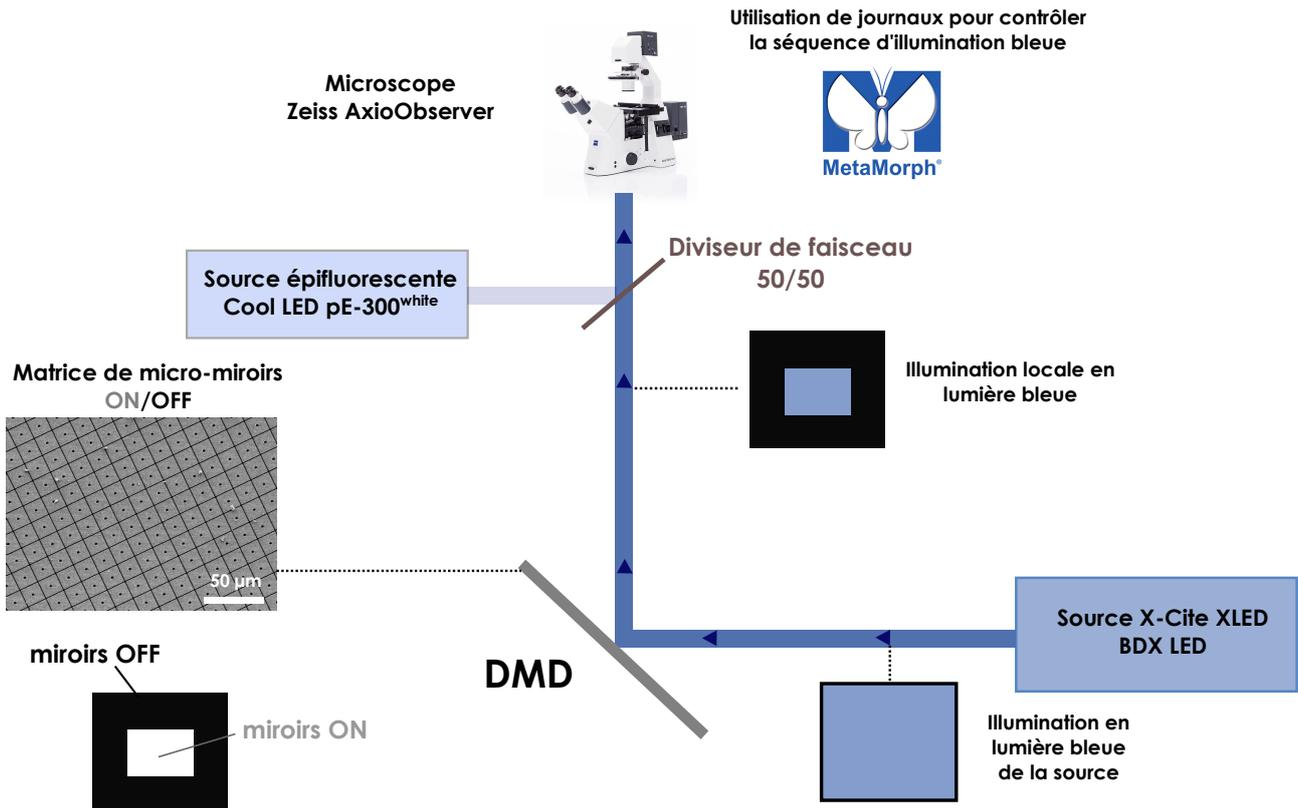 Utilisation de journaux pour contrôler
la séquence d'illumination bleue
Microscope
Zeiss AxioObserver
MetaMorph®
Diviseur de faisceau
50/50
Source épifluorescente
Cool LED pE-300white
Matrice de micro-miroirs
ON/OFF
Illumination locale en
lumière bleue
50 µm
Source X-Cite XLED
BDX LED
miroirs OFF
DMD
miroirs ON
Illumination en
lumière bleue
de la source